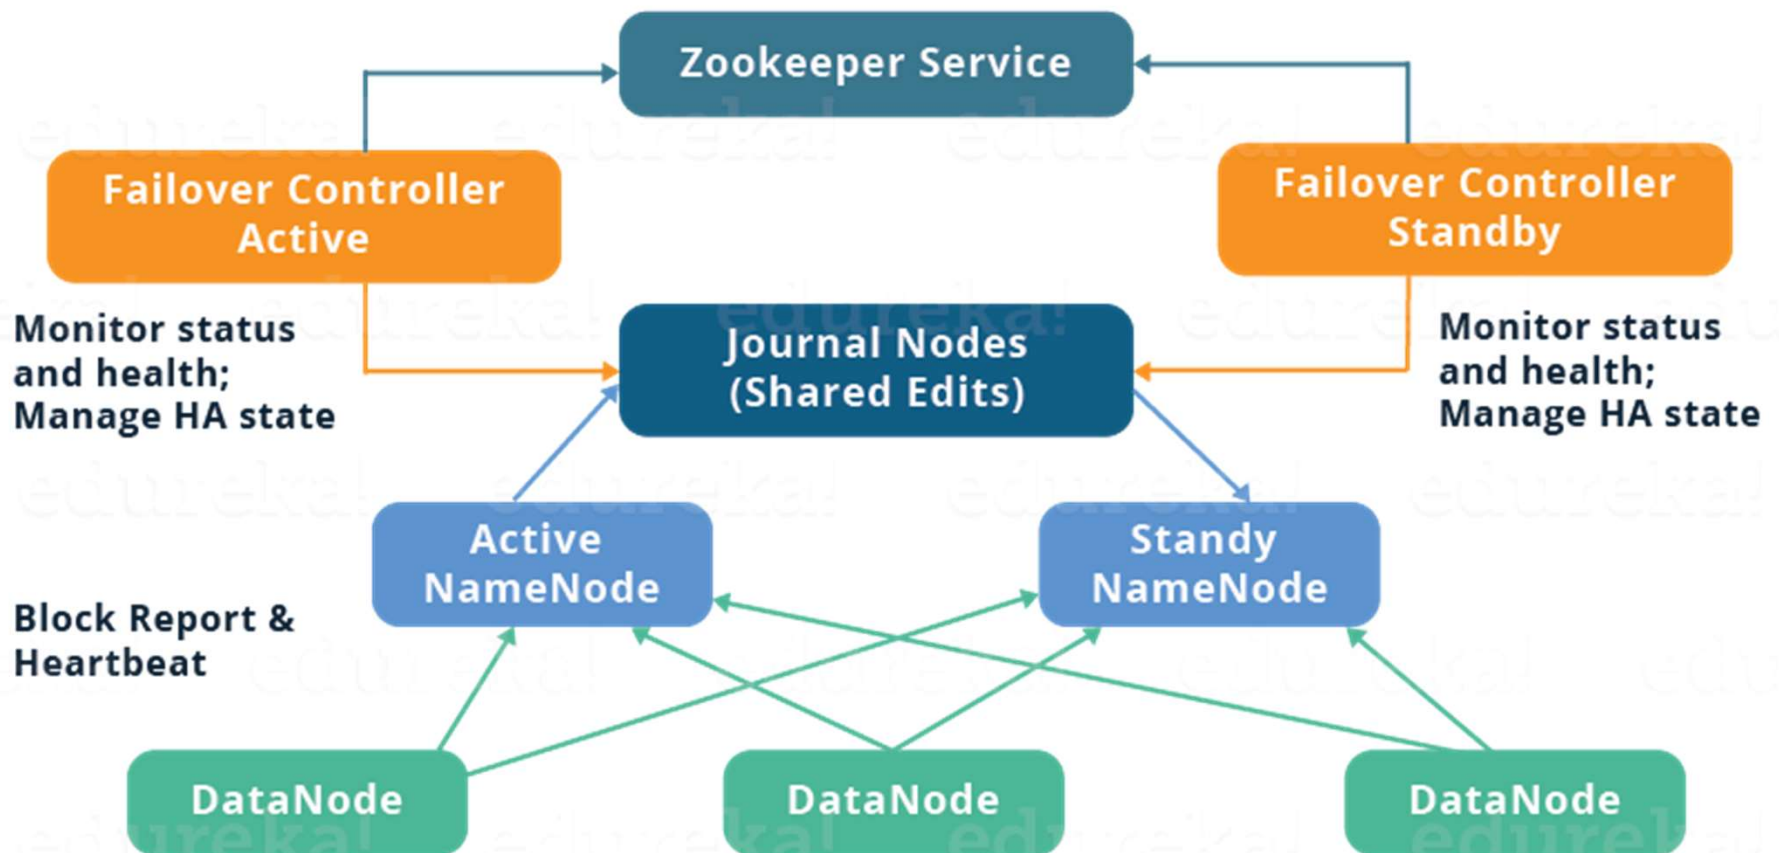 Zookeeper Service
Failover Controller
Active
Failover Controller
Standby
Monitor status
and health;
Manage HA state
Journal Nodes
(Shared Edits)
Monitor status
and health;
Manage HA state
Active
NameNode
Standy
NameNode
Block Report &
Heartbeat
DataNode
DataNode
DataNode
edureka!